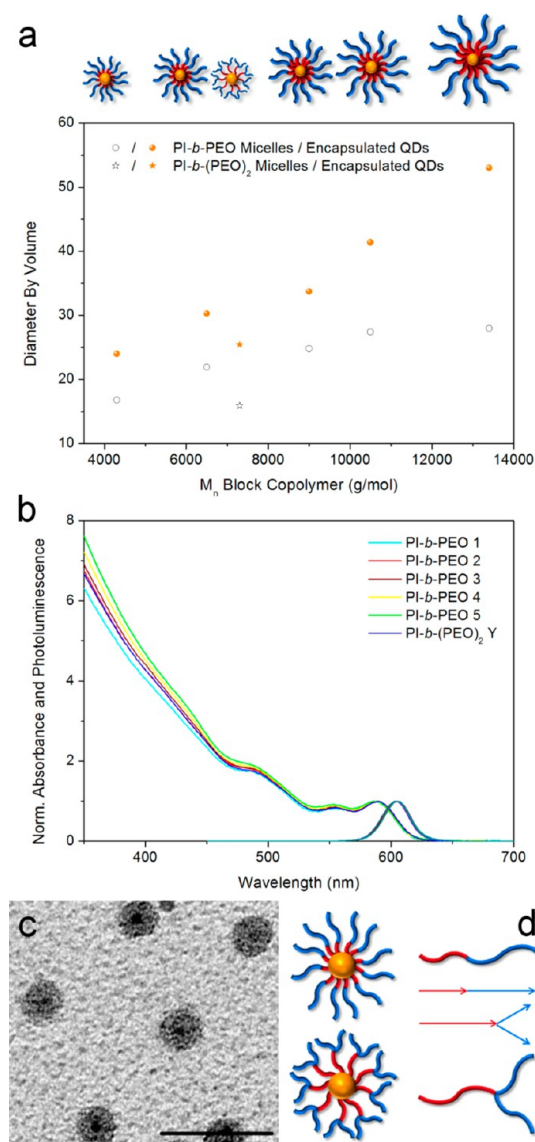 a
60
50
40
30
20
10
Diameter By Volume
○ / ● PI-b-PEO Micelles / Encapsulated QDs
☆ / ★ PI-b-(PEO)₂ Micelles / Encapsulated QDs
4000 6000 8000 10000 12000 14000
Mₙ Block Copolymer (g/mol)
b
8
6
4
2
0
Norm. Absorbance and Photoluminescence
PI-b-PEO 1
PI-b-PEO 2
PI-b-PEO 3
PI-b-PEO 4
PI-b-PEO 5
PI-b-(PEO)₂ Y
400 500 600 700
Wavelength (nm)
c
d